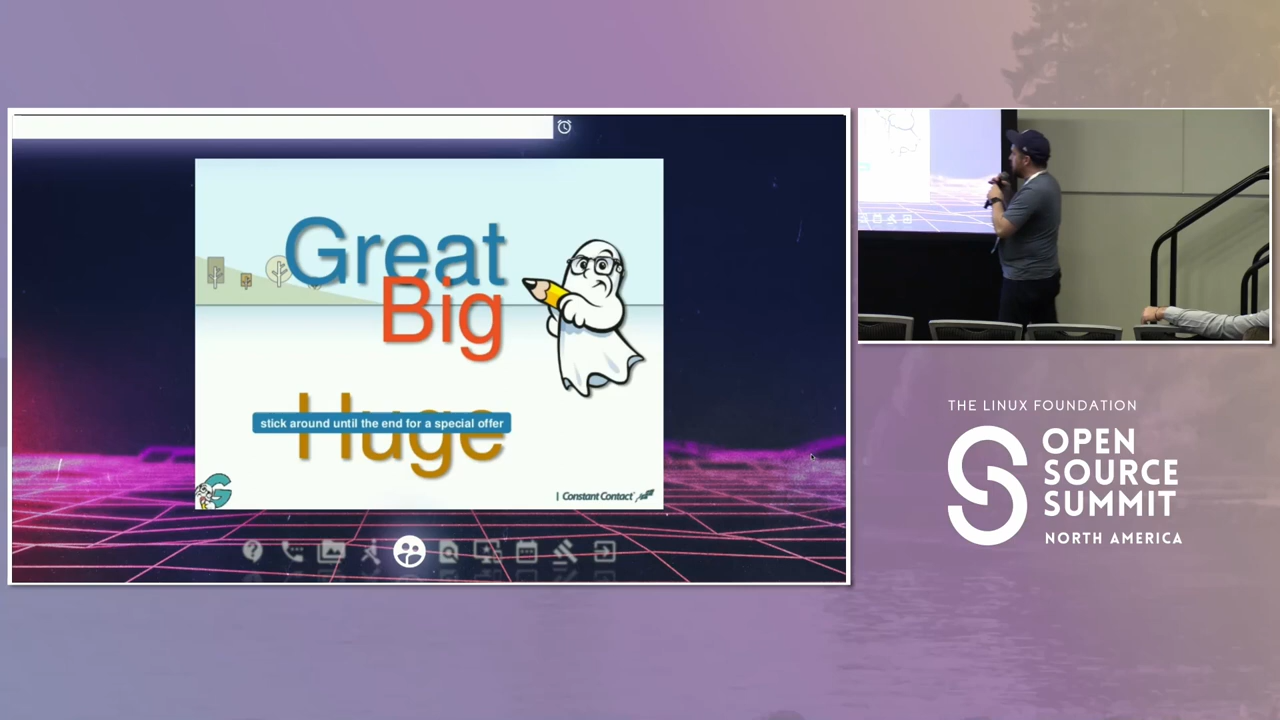 Great
Big
Huge
stick around until the end for a special offer
G
| Constant Contact
THE LINUX FOUNDATION
OPEN
SOURCE
SUMMIT
NORTH AMERICA